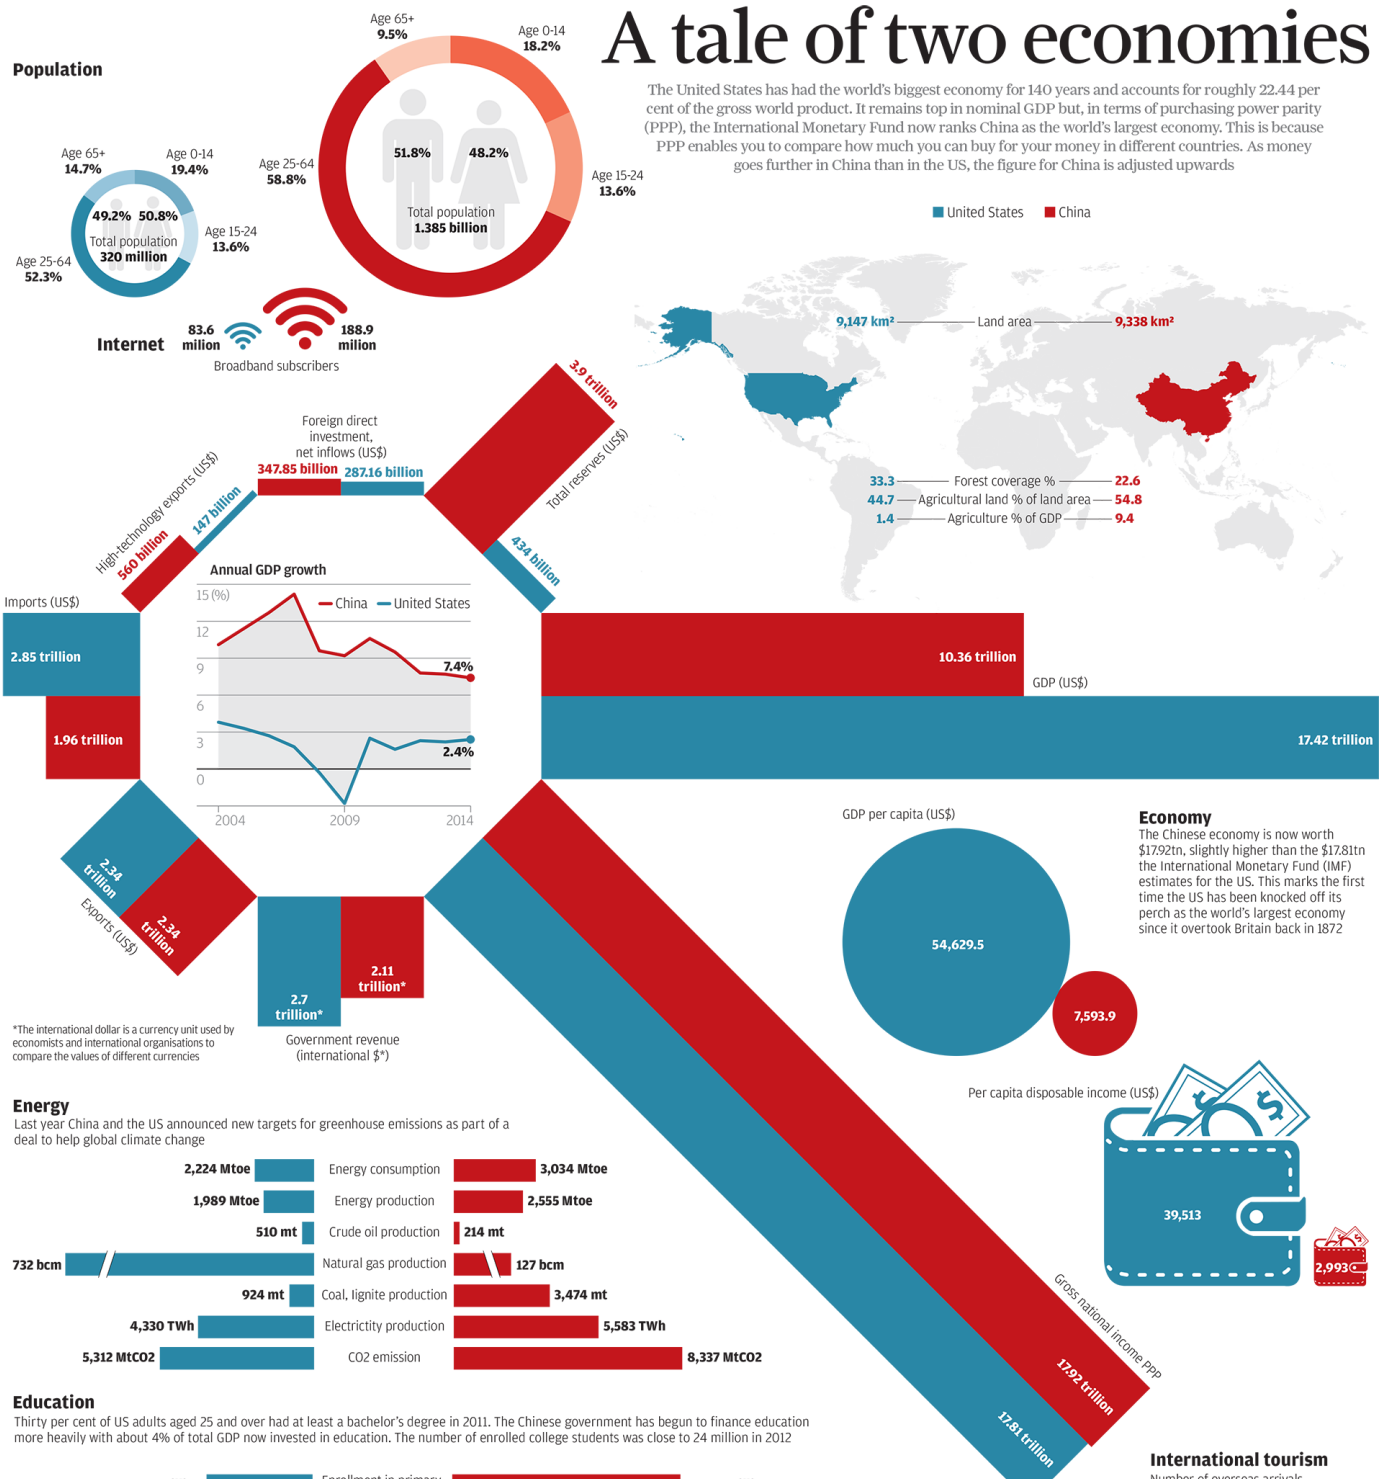 A tale of two economies
The United States has had the world's biggest economy for 140 years and accounts for roughly 22.44 per
cent of the gross world product. It remains top in nominal GDP but, in terms of purchasing power parity
(PPP), the International Monetary Fund now ranks China as the world's largest economy. This is because
PPP enables you to compare how much you can buy for your money in different countries. As money
goes further in China than in the US, the figure for China is adjusted upwards
United States
China
Population
Age 65+
14.7%
Age 0-14
19.4%
49.2% 50.8%
Total population
320 million
Age 15-24
13.6%
Age 25-64
52.3%
Age 65+
9.5%
Age 0-14
18.2%
51.8%
48.2%
Age 25-64
58.8%
Age 15-24
13.6%
Total population
1.385 billion
Internet
83.6
milion
188.9
milion
Broadband subscribers
9,147 km²
Land area
9,338 km²
33.3
Forest coverage %
22.6
44.7
Agricultural land % of land area
54.8
1.4
Agriculture % of GDP
9.4
Foreign direct
investment,
net inflows (US$)
347.85 billion
287.16 billion
High-technology exports (US$)
560 billion
147 billion
3.9 trillion
Total reserves (US$)
434 billion
Imports (US$)
2.85 trillion
1.96 trillion
Annual GDP growth
15 (%)
China
United States
12
9
6
3
0
7.4%
2.4%
2004
2009
2014
10.36 trillion
GDP (US$)
17.42 trillion
2.34
trillion
2.34
trillion
Exports (US$)
2.7
trillion*
2.11
trillion*
Government revenue
(international $*)
*The international dollar is a currency unit used by
economists and international organisations to
compare the values of different currencies
GDP per capita (US$)
54,629.5
7,593.9
Economy
The Chinese economy is now worth
$17.92tn, slightly higher than the $17.81tn
the International Monetary Fund (IMF)
estimates for the US. This marks the first
time the US has been knocked off its
perch as the world's largest economy
since it overtook Britain back in 1872
Per capita disposable income (US$)
$
$
39,513
2,993
Gross national income PPP
17.92 trillion
17.81 trillion
Energy
Last year China and the US announced new targets for greenhouse emissions as part of a
deal to help global climate change
2,224 Mtoe
Energy consumption
3,034 Mtoe
1,989 Mtoe
Energy production
2,555 Mtoe
510 mt
Crude oil production
214 mt
732 bcm
Natural gas production
127 bcm
924 mt
Coal, lignite production
3,474 mt
4,330 TWh
Electrictity production
5,583 TWh
5,312 MtCO2
CO2 emission
8,337 MtCO2
Education
Thirty per cent of US adults aged 25 and over had at least a bachelor's degree in 2011. The Chinese government has begun to finance education
more heavily with about 4% of total GDP now invested in education. The number of enrolled college students was close to 24 million in 2012
Enrollment in primary
International tourism
Number of overseas arrivals